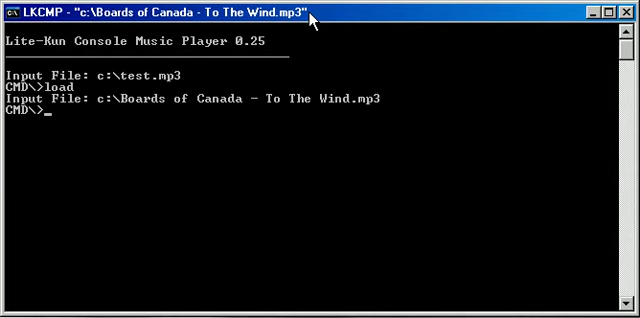 LKCMP - "c:\Boards of Canada - To The Wind.mp3"
Lite-Kun Console Music Player 0.25
Input File: c:\test.mp3
CMD\>load
Input File: c:\Boards of Canada - To The Wind.mp3
CMD\>_